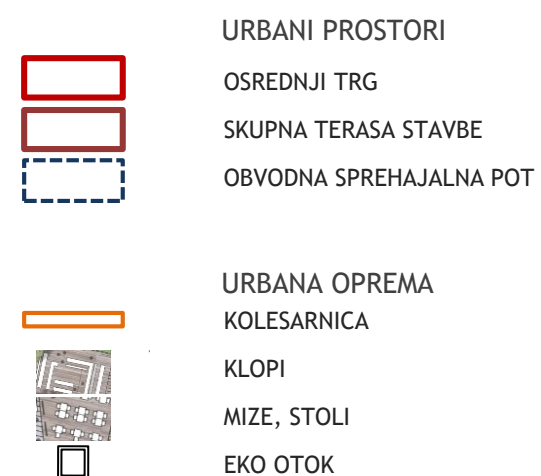 URBANI PROSTORI
OSREDNJI TRG
SKUPNA TERASA STAVBE
OBVODNA SPREHAJALNA POT
URBANA OPREMA
KOLESARNICA
KLOPI
MIZE, STOLI
EKO OTOK